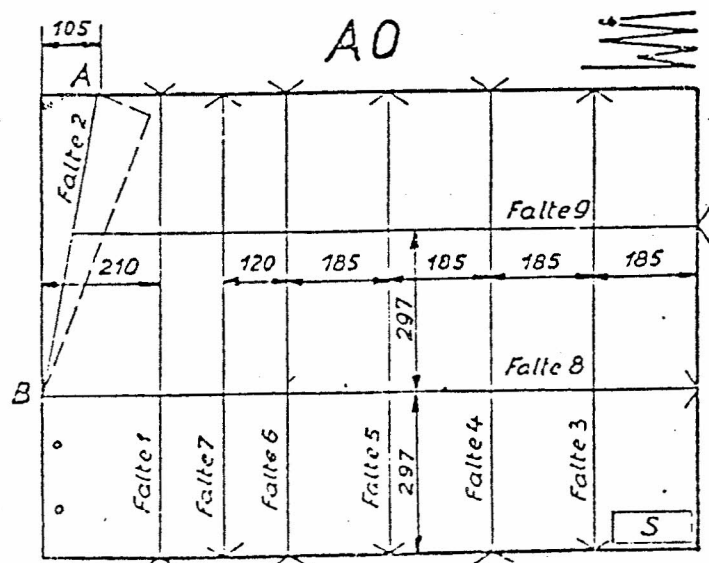 A0
105
A
Falte 2
Falte 9
210
120
185
185
185
185
297
Falte 8
B
Falte 1
Falte 7
Falte 6
Falte 5
297
Falte 4
Falte 3
S